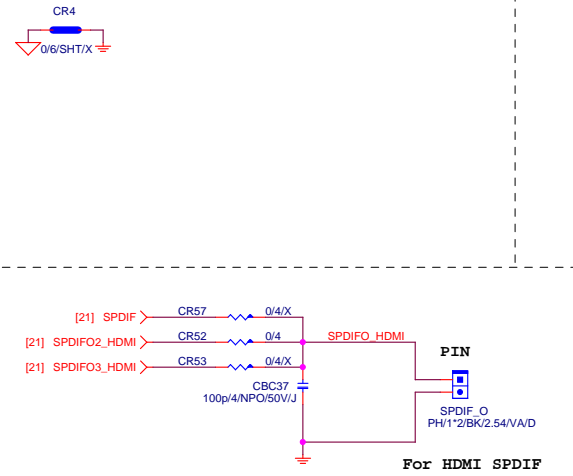 CR4
0/6/SHT/X
[21] SPDIF CR57 0/4/X
[21] SPDIFO2_HDMI CR52 0/4 SPDIFO_HDMI
[21] SPDIFO3_HDMI CR53 0/4/X
PIN
CBC37
100p/4/NPO/50V/J
SPDIF_O
PH/1*2/BK/2.54/VA/D
For HDMI SPDIF